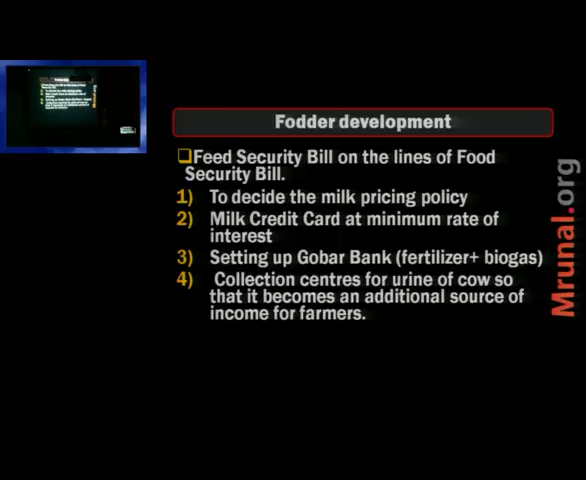 Fodder development
❑Feed Security Bill on the lines of Food
Security Bill.
1) To decide the milk pricing policy
2) Milk Credit Card at minimum rate of
interest
3) Setting up Gobar Bank (fertilizer+ biogas)
4) Collection centres for urine of cow so
that it becomes an additional source of
income for farmers.
Mrunal.org